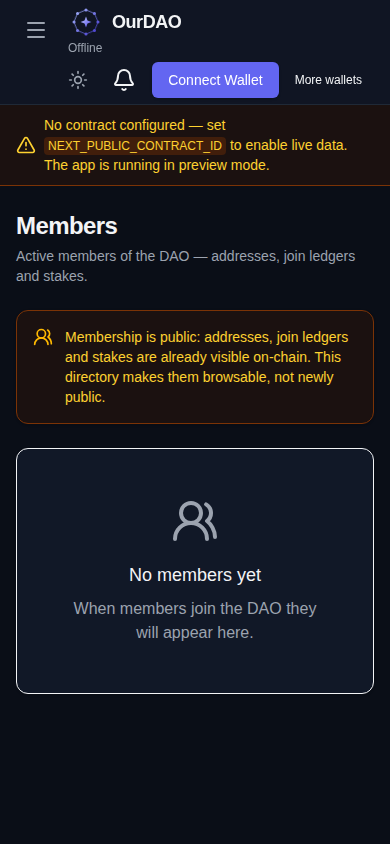 OurDAO
Offline
Connect Wallet
More wallets
No contract configured — set
NEXT_PUBLIC_CONTRACT_ID to enable live data.
The app is running in preview mode.
Members
Active members of the DAO — addresses, join ledgers
and stakes.
Membership is public: addresses, join ledgers
and stakes are already visible on-chain. This
directory makes them browsable, not newly
public.
No members yet
When members join the DAO they
will appear here.